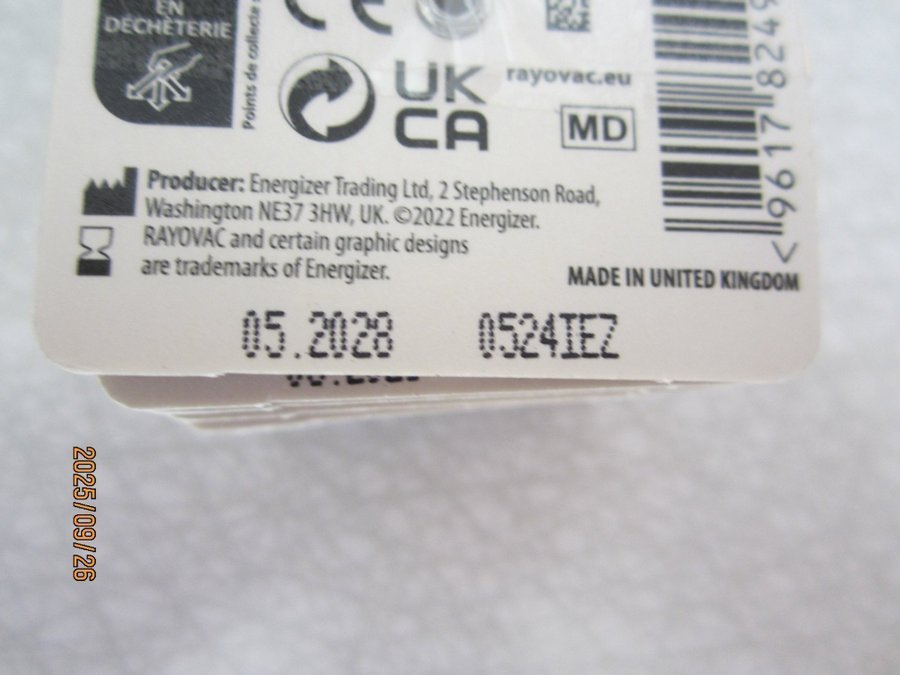 EN
DÉCHÈTERIE
Points de collecte
CE
UK
CA
rayovac.eu
MD
Producer: Energizer Trading Ltd, 2 Stephenson Road,
Washington NE37 3HW, UK. ©2022 Energizer.
RAYOVAC and certain graphic designs
are trademarks of Energizer.
MADE IN UNITED KINGDOM
05.2028 0524IEZ
2025/09/26